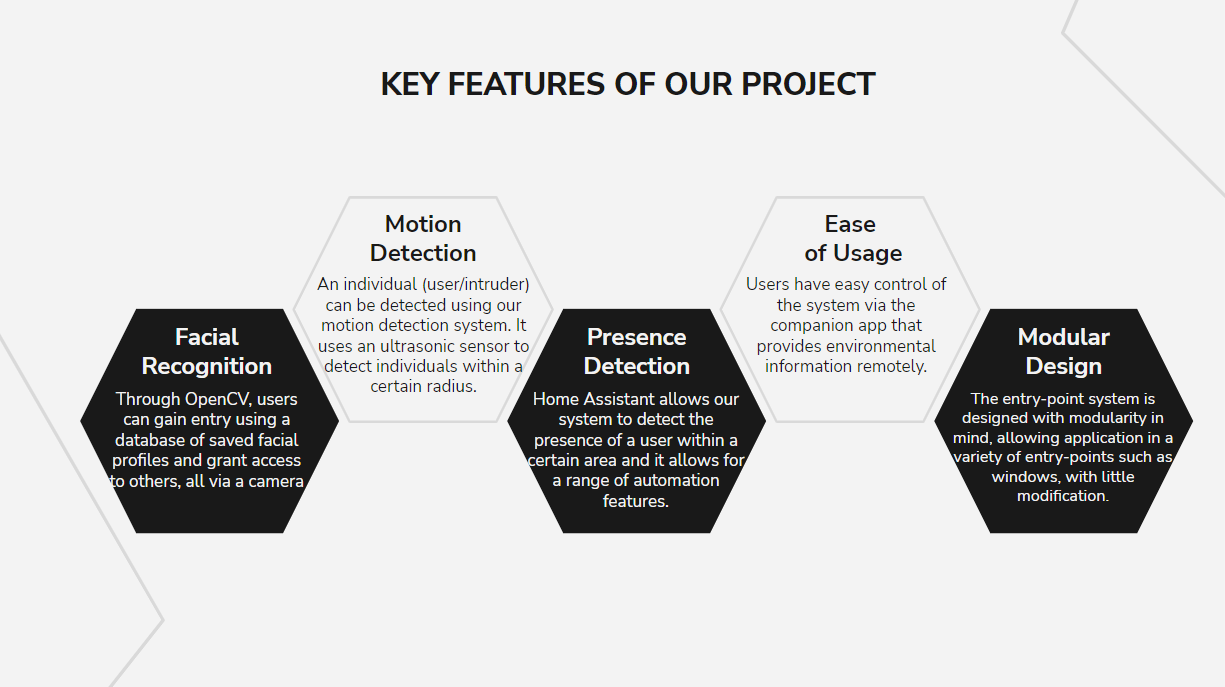 KEY FEATURES OF OUR PROJECT
Facial
Recognition
Through OpenCV, users
can gain entry using a
database of saved facial
profiles and grant access
to others, all via a camera
Motion
Detection
An individual (user/intruder)
can be detected using our
motion detection system. It
uses an ultrasonic sensor to
detect individuals within a
certain radius.
Presence
Detection
Home Assistant allows our
system to detect the
presence of a user within a
certain area and it allows for
a range of automation
features.
Ease
of Usage
Users have easy control of
the system via the
companion app that
provides environmental
information remotely.
Modular
Design
The entry-point system is
designed with modularity in
mind, allowing application in a
variety of entry-points such as
windows, with little
modification.